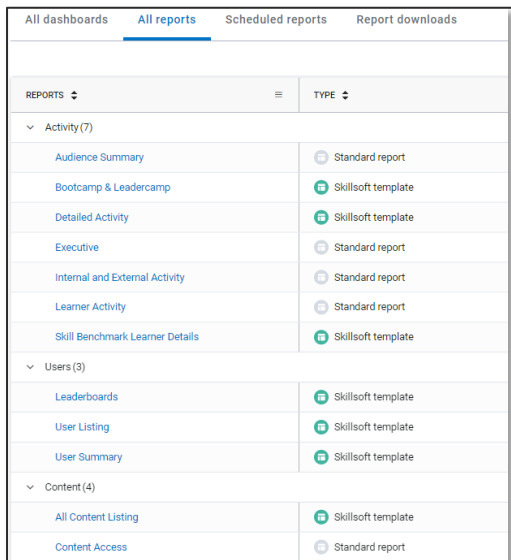 All dashboards All reports Scheduled reports Report downloads
REPORTS TYPE
Activity (7)
Audience Summary Standard report
Bootcamp & Leadercamp Skillsoft template
Detailed Activity Skillsoft template
Executive Standard report
Internal and External Activity Standard report
Learner Activity Standard report
Skill Benchmark Learner Details Skillsoft template
Users (3)
Leaderboards Skillsoft template
User Listing Skillsoft template
User Summary Skillsoft template
Content (4)
All Content Listing Skillsoft template
Content Access Standard report